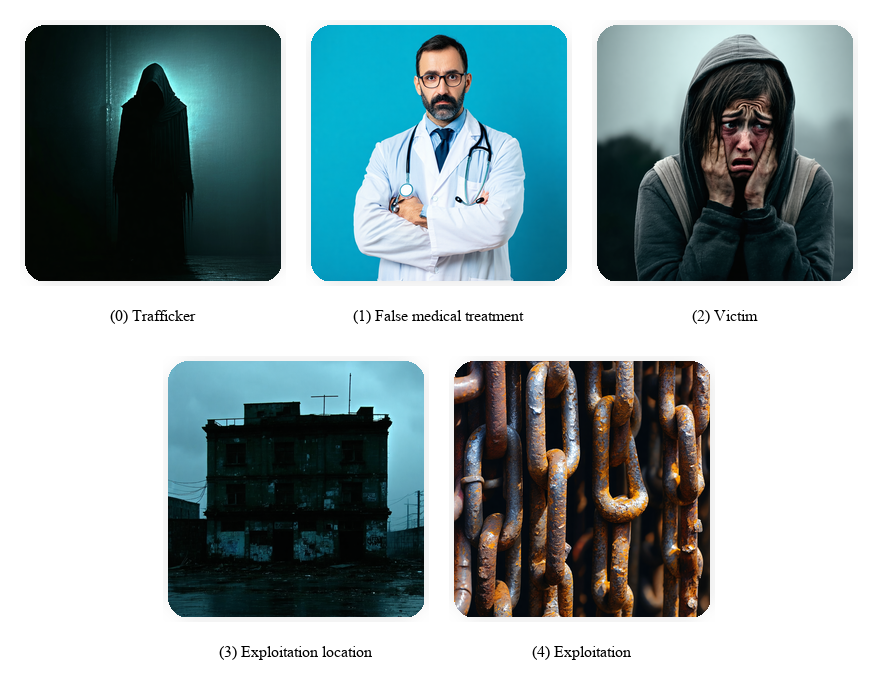 (0) Trafficker
(1) False medical treatment
(2) Victim
(3) Exploitation location
(4) Exploitation